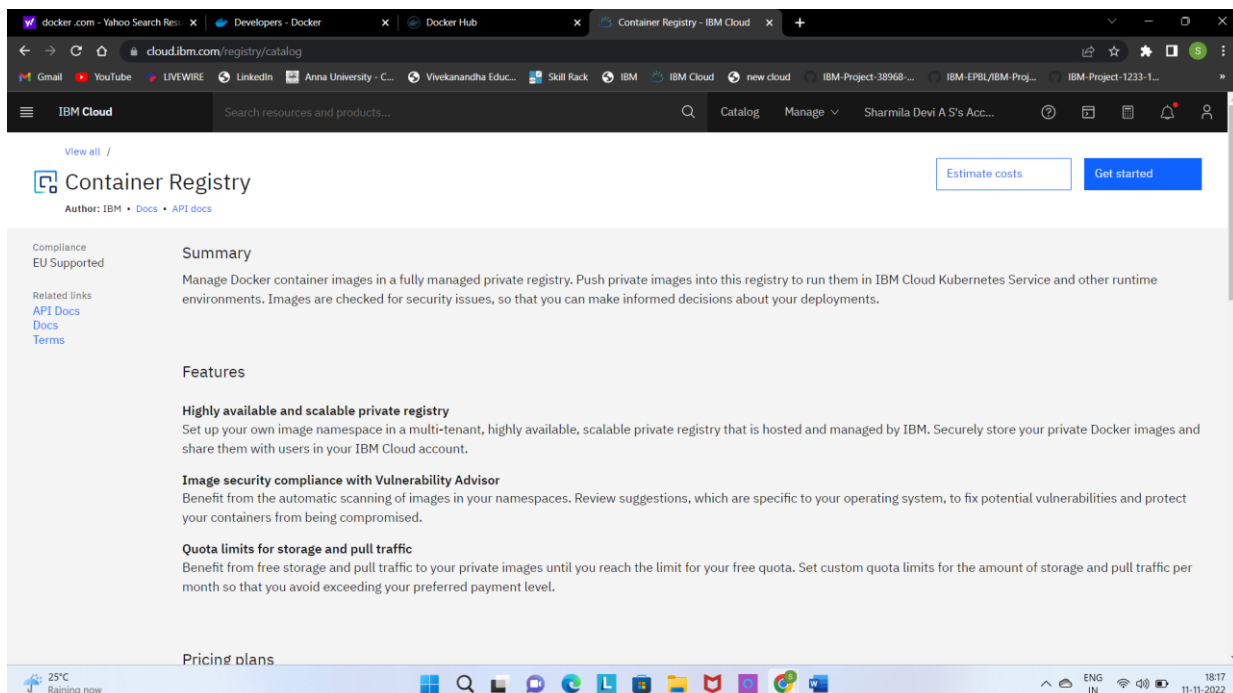 docker .com - Yahoo Search Resu
Developers - Docker
Docker Hub
Container Registry - IBM Cloud
cloud.ibm.com/registry/catalog
S
Gmail
YouTube
LIVEWIRE
LinkedIn
Anna University - C...
Vivekanandha Educ...
Skill Rack
IBM
IBM Cloud
new cloud
IBM-Project-38968-...
IBM-EPBL/IBM-Proj...
IBM-Project-1233-1...
IBM Cloud
Search resources and products...
Catalog
Manage
Sharmila Devi A S's Acc...
View all /
Container Registry
Estimate costs
Get started
Author: IBM • Docs • API docs
Compliance
EU Supported
Related links
API Docs
Docs
Terms
Summary
Manage Docker container images in a fully managed private registry. Push private images into this registry to run them in IBM Cloud Kubernetes Service and other runtime
environments. Images are checked for security issues, so that you can make informed decisions about your deployments.
Features
Highly available and scalable private registry
Set up your own image namespace in a multi-tenant, highly available, scalable private registry that is hosted and managed by IBM. Securely store your private Docker images and
share them with users in your IBM Cloud account.
Image security compliance with Vulnerability Advisor
Benefit from the automatic scanning of images in your namespaces. Review suggestions, which are specific to your operating system, to fix potential vulnerabilities and protect
your containers from being compromised.
Quota limits for storage and pull traffic
Benefit from free storage and pull traffic to your private images until you reach the limit for your free quota. Set custom quota limits for the amount of storage and pull traffic per
month so that you avoid exceeding your preferred payment level.
Pricing plans
25°C
Raining now
ENG
IN
18:17
11-11-2022